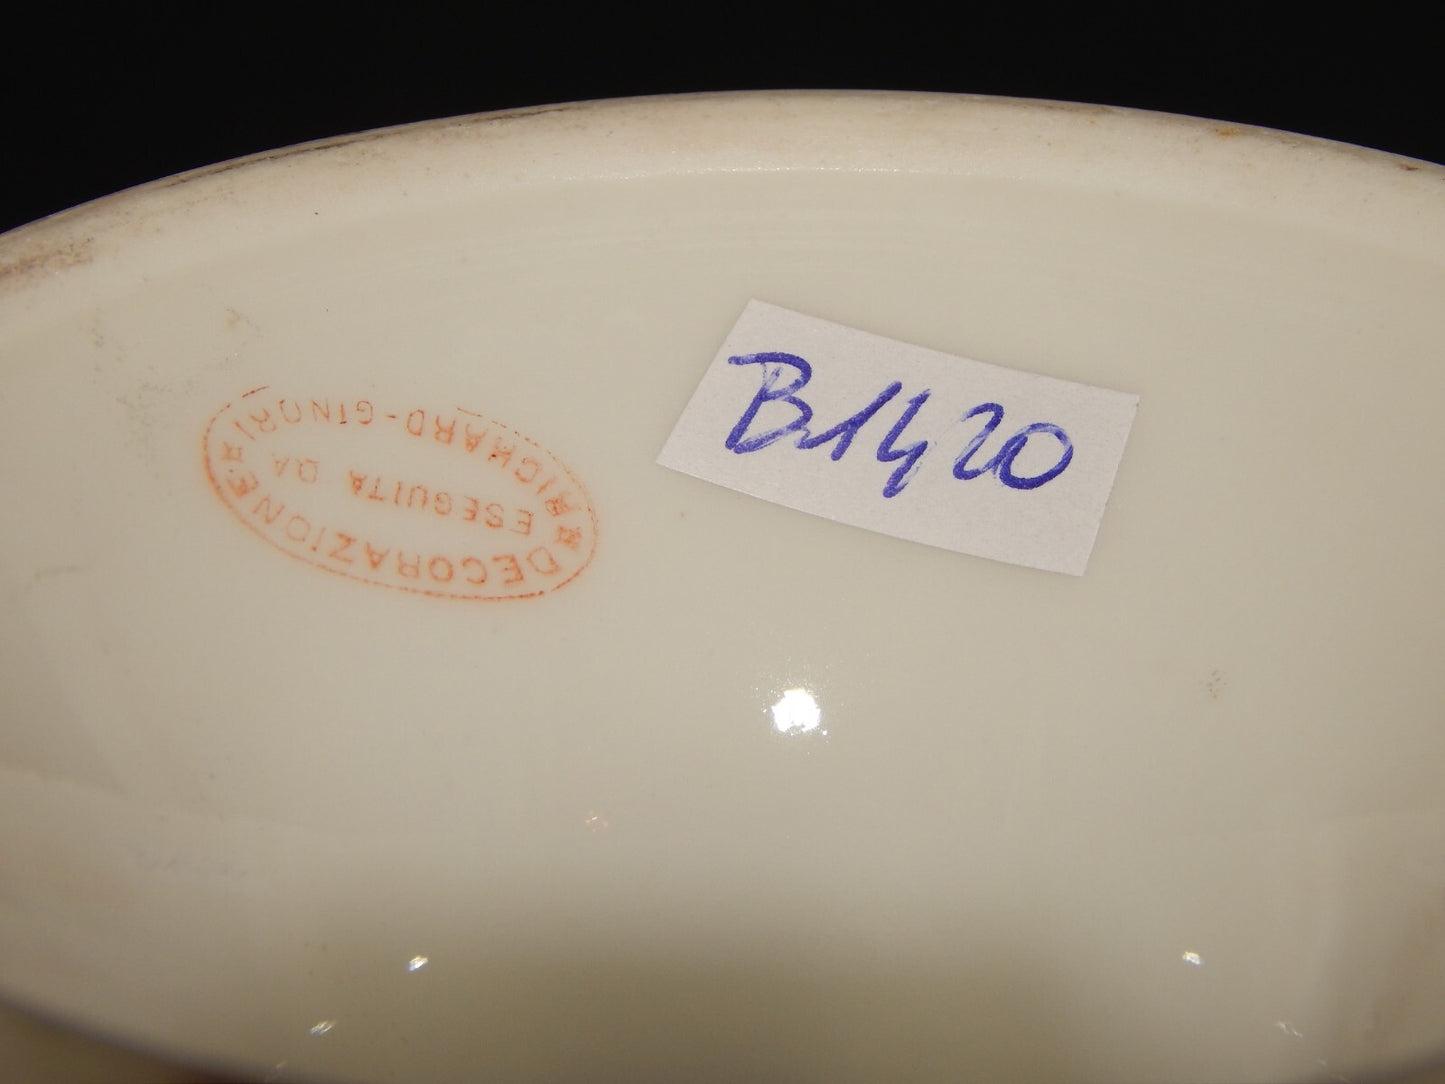 DECORAZIONE
ESEGUITA DA
RICHARD-GINORI
B1420